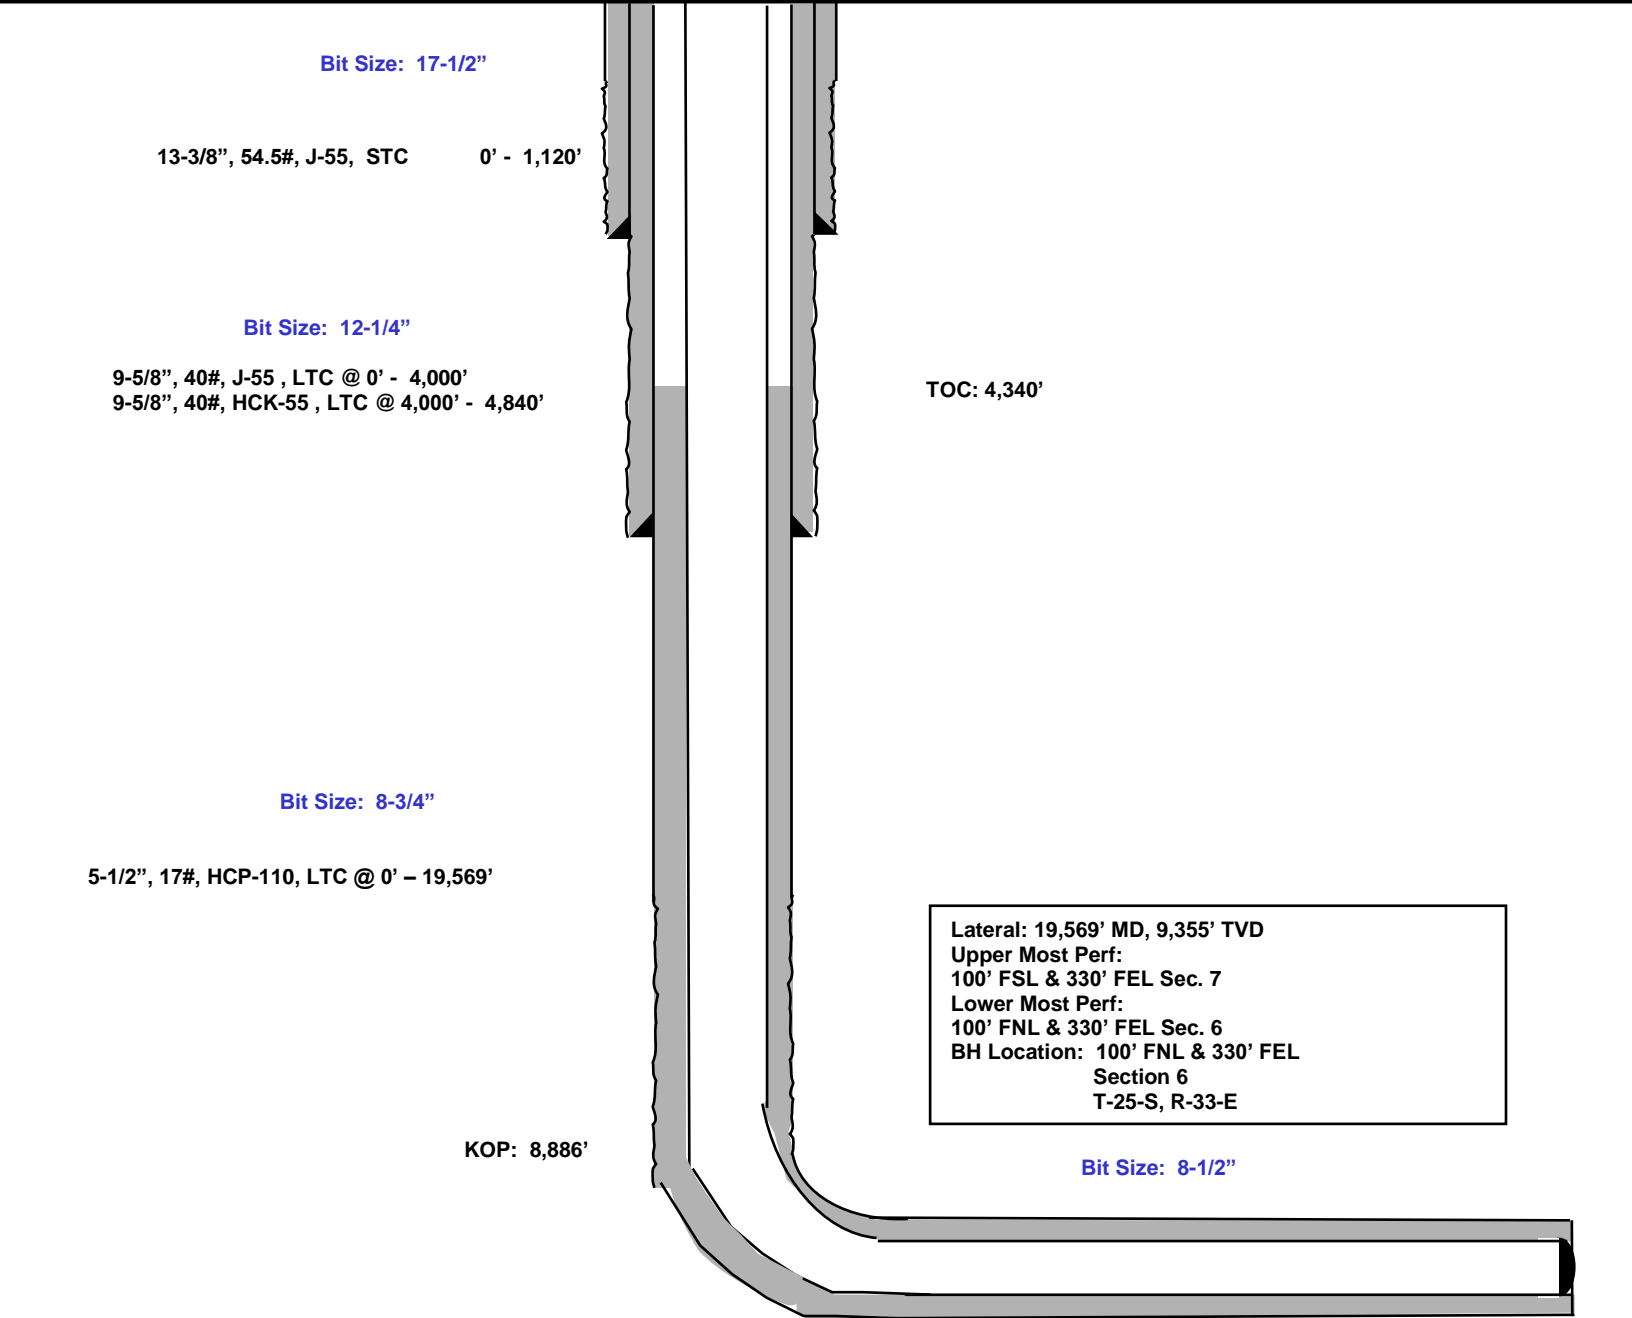 Bit Size: 17-1/2”
13-3/8”, 54.5#, J-55, STC 0’ - 1,120’
Bit Size: 12-1/4”
9-5/8”, 40#, J-55 , LTC @ 0’ - 4,000’
9-5/8”, 40#, HCK-55 , LTC @ 4,000’ - 4,840’
TOC: 4,340’
Bit Size: 8-3/4”
5-1/2”, 17#, HCP-110, LTC @ 0’ – 19,569’
Lateral: 19,569’ MD, 9,355’ TVD
Upper Most Perf:
100’ FSL & 330’ FEL Sec. 7
Lower Most Perf:
100’ FNL & 330’ FEL Sec. 6
BH Location: 100’ FNL & 330’ FEL
Section 6
T-25-S, R-33-E
KOP: 8,886’
Bit Size: 8-1/2”